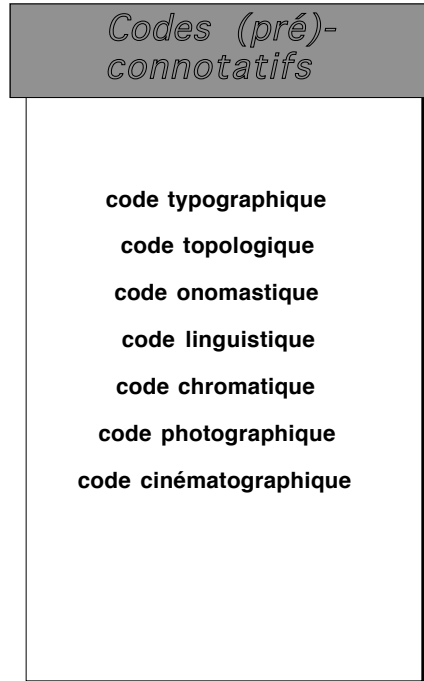 Codes (pré)-
connotatifs
code typographique
code topologique
code onomastique
code linguistique
code chromatique
code photographique
code cinématographique